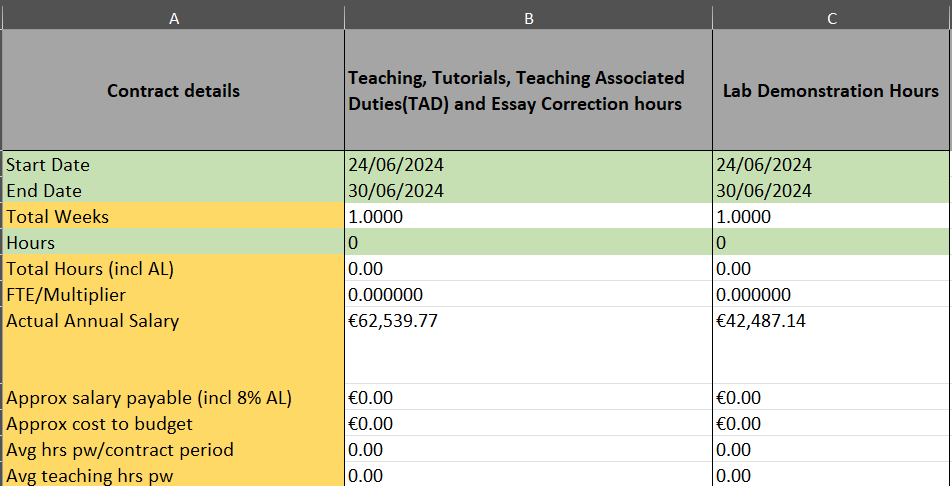 A B C
Contract details
Teaching, Tutorials, Teaching Associated
Duties(TAD) and Essay Correction hours
Lab Demonstration Hours
Start Date 24/06/2024 24/06/2024
End Date 30/06/2024 30/06/2024
Total Weeks 1.0000 1.0000
Hours 0 0
Total Hours (incl AL) 0.00 0.00
FTE/Multiplier 0.000000 0.000000
Actual Annual Salary €62,539.77 €42,487.14
Approx salary payable (incl 8% AL) €0.00 €0.00
Approx cost to budget €0.00 €0.00
Avg hrs pw/contract period 0.00 0.00
Avg teaching hrs pw 0.00 0.00